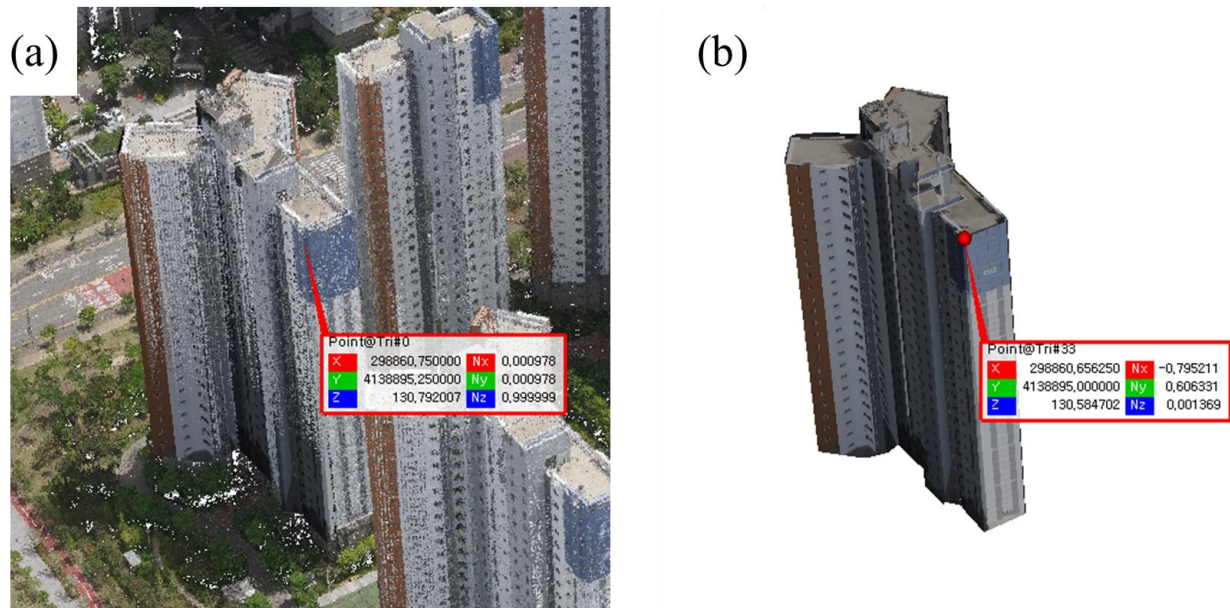 (a)
(b)
Point@Tri#0
X 298860,750000 Nx 0,000978
Y 4138895,250000 Ny 0,000978
Z 130,792007 Nz 0,999999
Point@Tri#33
X 298860,656250 Nx -0,795211
Y 4138895,000000 Ny 0,606331
Z 130,584702 Nz 0,001369